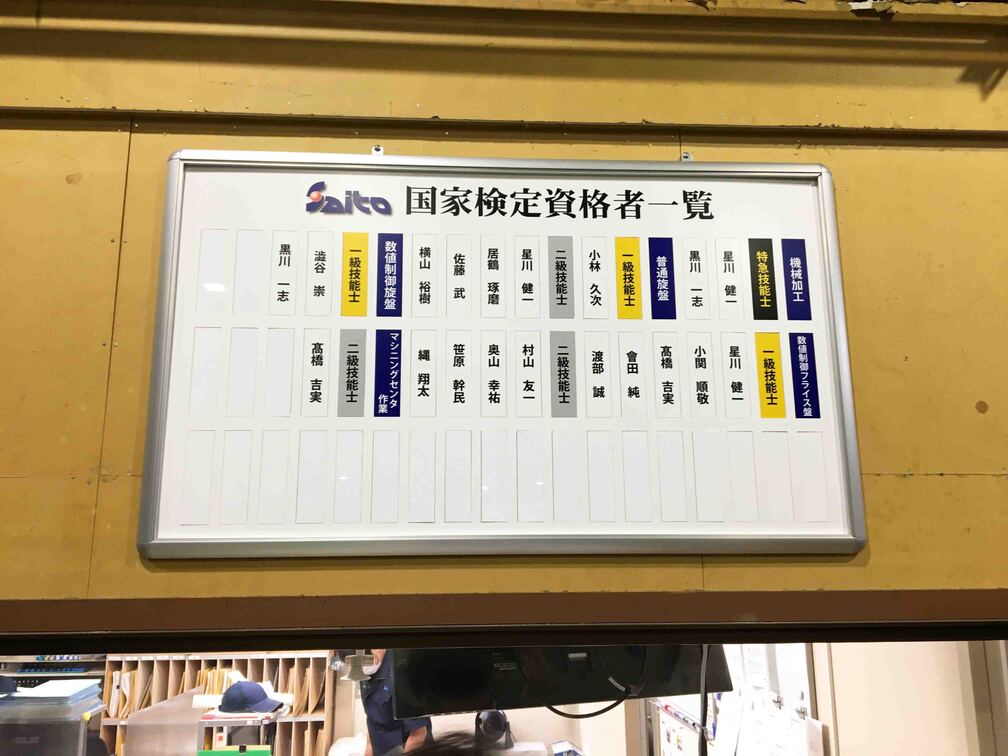 Saito 国家検定資格者一覧
機械加工
特急技能士
星川 健一
黒川 一志
普通旋盤
一級技能士
小林 久次
二級技能士
星川 健一
居鶴 琢磨
佐藤 武
横山 裕樹
数値制御旋盤
一級技能士
澁谷 崇
黒川 一志
数値制御フライス盤
一級技能士
星川 健一
小関 順敬
髙橋 吉実
會田 純
渡部 誠
二級技能士
村山 友一
奥山 幸祐
笹原 幹民
縄 翔太
マシニングセンタ
作業
二級技能士
髙橋 吉実